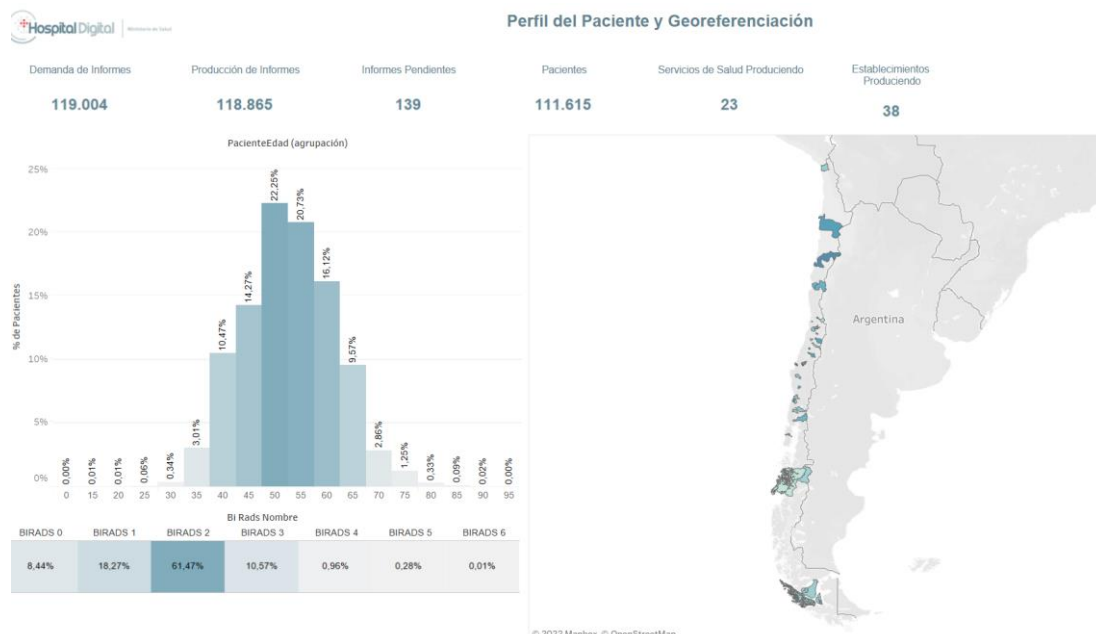 Hospital Digital
Ministerio de Salud
Perfil del Paciente y Georeferenciación
Demanda de Informes
119.004
Producción de Informes
118.865
Informes Pendientes
139
Pacientes
111.615
Servicios de Salud Produciendo
23
Establecimientos
Produciendo
38
PacienteEdad (agrupación)
% de Pacientes
25%
20%
15%
10%
5%
0%
0,00%
0,01%
0,01%
0,06%
0,34%
3,01%
10,47%
14,27%
22,25%
20,73%
16,12%
9,57%
2,86%
1,25%
0,33%
0,09%
0,02%
0,00%
0 15 20 25 30 35 40 45 50 55 60 65 70 75 80 85 90 95
Bi Rads Nombre
BIRADS 0 BIRADS 1 BIRADS 2 BIRADS 3 BIRADS 4 BIRADS 5 BIRADS 6
8,44% 18,27% 61,47% 10,57% 0,96% 0,28% 0,01%
Argentina
© 2022 Mapbox © OpenStreetMap